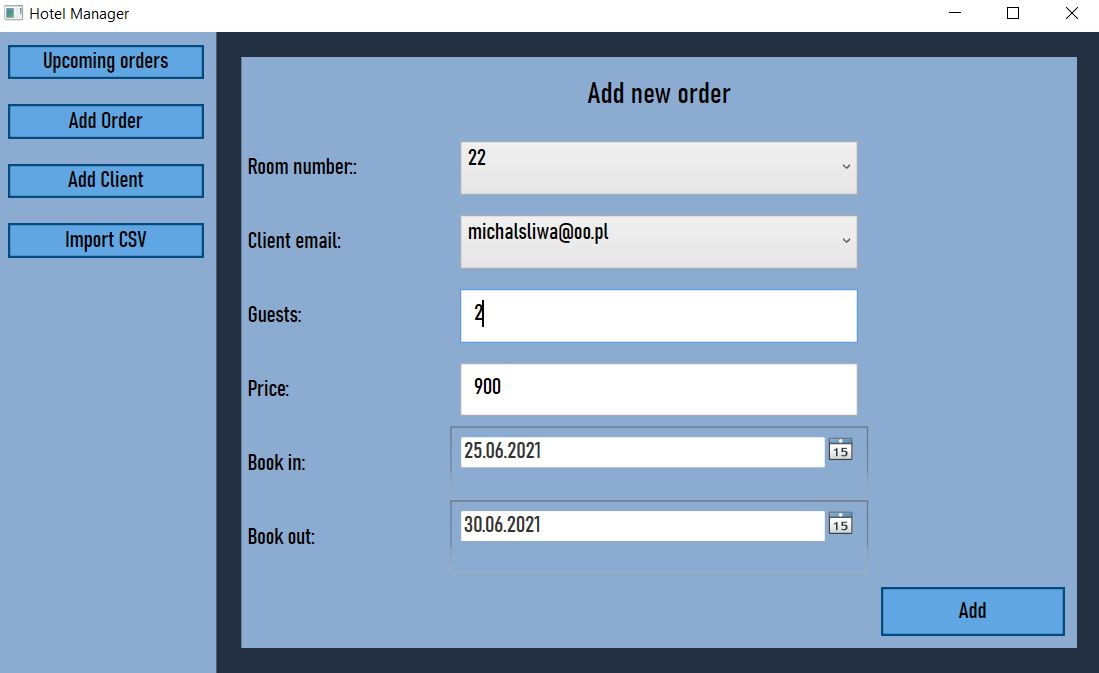 Hotel Manager
Upcoming orders
Add Order
Add Client
Import CSV
Add new order
Room number::
22
Client email:
michalsliwa@oo.pl
Guests:
2
Price:
900
Book in:
25.06.2021
15
Book out:
30.06.2021
15
Add